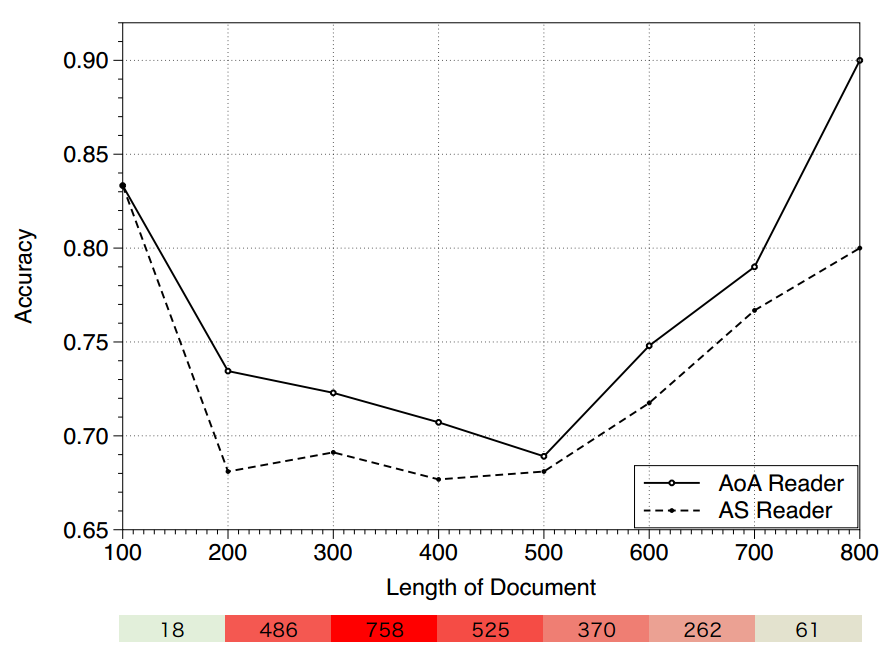 0.90
0.85
0.80
0.75
0.70
0.65
Accuracy
AoA Reader
AS Reader
100 200 300 400 500 600 700 800
Length of Document
18 486 758 525 370 262 61